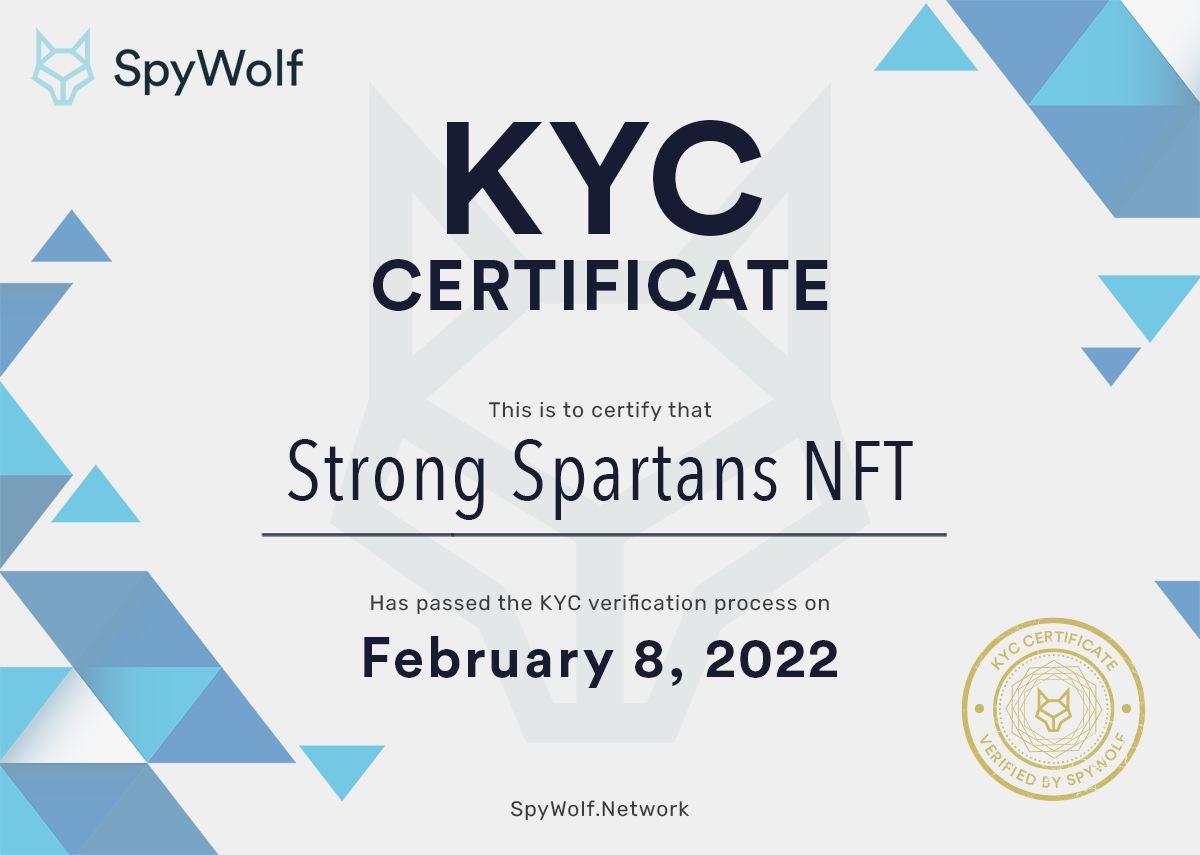 SpyWolf
KYC
CERTIFICATE
This is to certify that
Strong Spartans NFT
Has passed the KYC verification process on
February 8, 2022
KYC CERTIFICATE
VERIFIED BY SPYWOLF
SpyWolf.Network